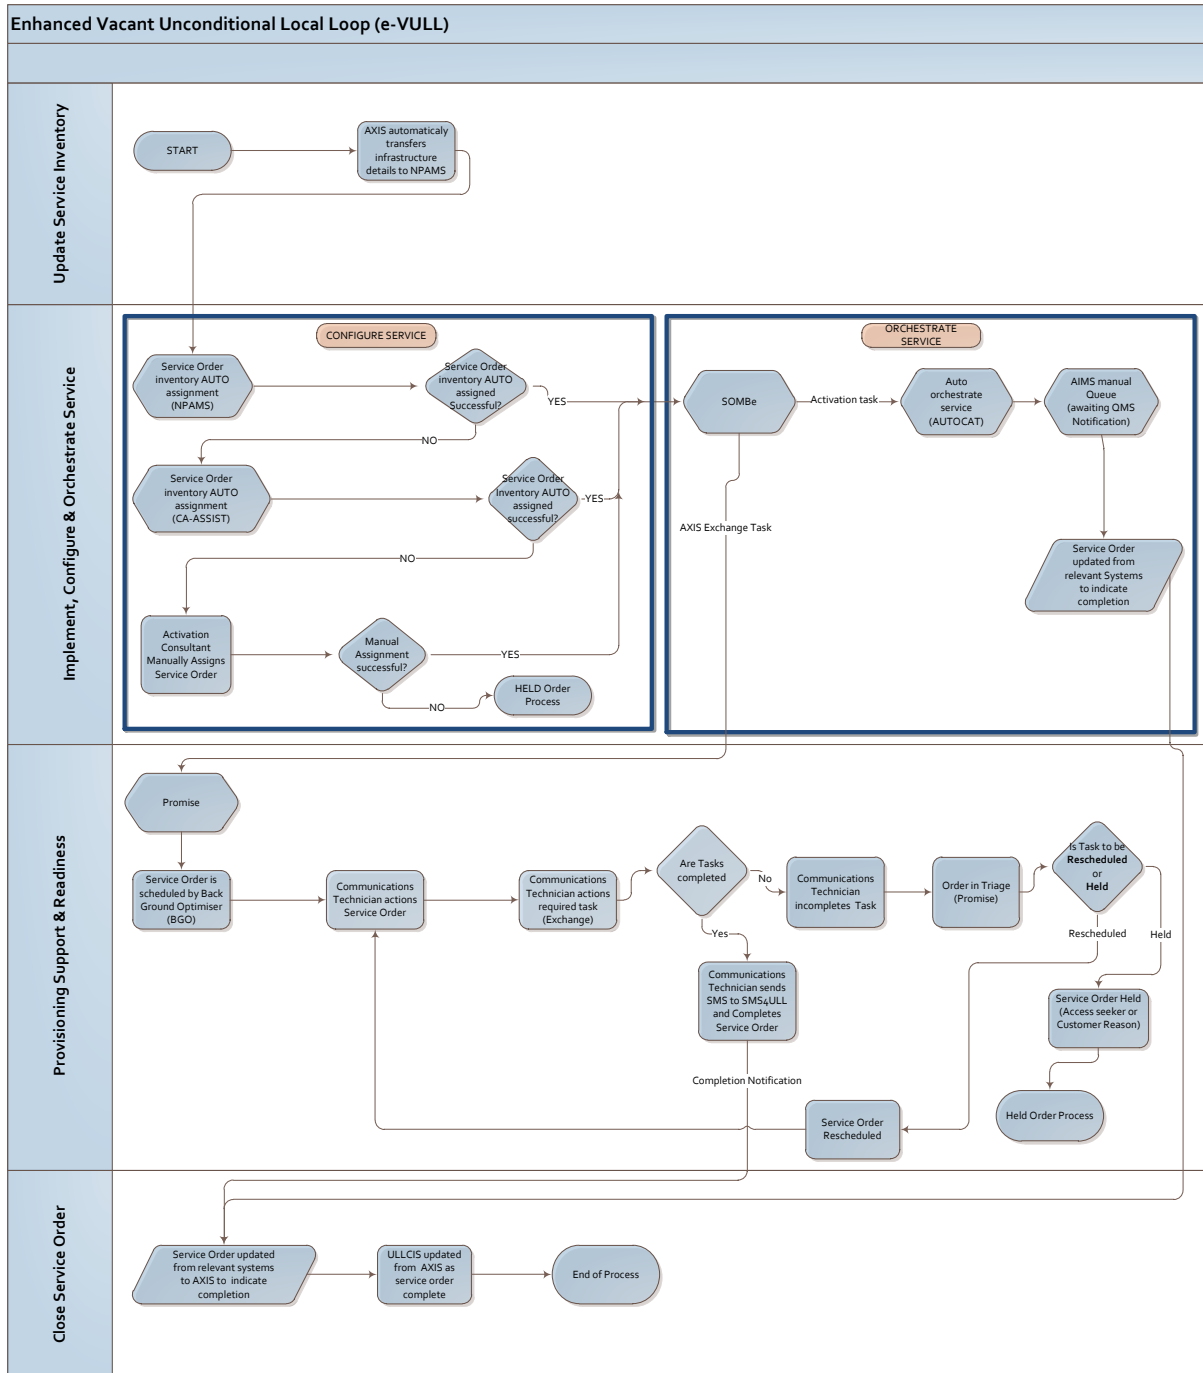 Enhanced Vacant Unconditional Local Loop (e-VULL)
Update Service Inventory
START
AXIS automaticaly
transfers
infrastructure
details to NPAMS
Implement, Configure & Orchestrate Service
CONFIGURE SERVICE
Service Order
inventory AUTO
assignment
(NPAMS)
Service Order
inventory AUTO
assigned
Successful?
YES
NO
Service Order
inventory AUTO
assignment
(CA-ASSIST)
Service Order
Inventory AUTO
assigned
successful?
YES
NO
Activation
Consultant
Manually Assigns
Service Order
Manual
Assignment
successful?
YES
NO
HELD Order
Process
ORCHESTRATE
SERVICE
SOMBe
Activation task
Auto
orchestrate
service
(AUTOCAT)
AIMS manual
Queue
(awaiting QMS
Notification)
AXIS Exchange Task
Service Order
updated from
relevant Systems
to indicate
completion
Provisioning Support & Readiness
Promise
Service Order is
scheduled by Back
Ground Optimiser
(BGO)
Communications
Technician actions
Service Order
Communications
Technician actions
required task
(Exchange)
Are Tasks
completed
No
Communications
Technician
incompletes Task
Order in Triage
(Promise)
Is Task to be
Rescheduled
or
Held
Yes
Rescheduled
Held
Communications
Technician sends
SMS to SMS4ULL
and Completes
Service Order
Service Order Held
(Access seeker or
Customer Reason)
Completion Notification
Service Order
Rescheduled
Held Order Process
Close Service Order
Service Order updated
from relevant systems
to AXIS to indicate
completion
ULLCIS updated
from AXIS as
service order
complete
End of Process